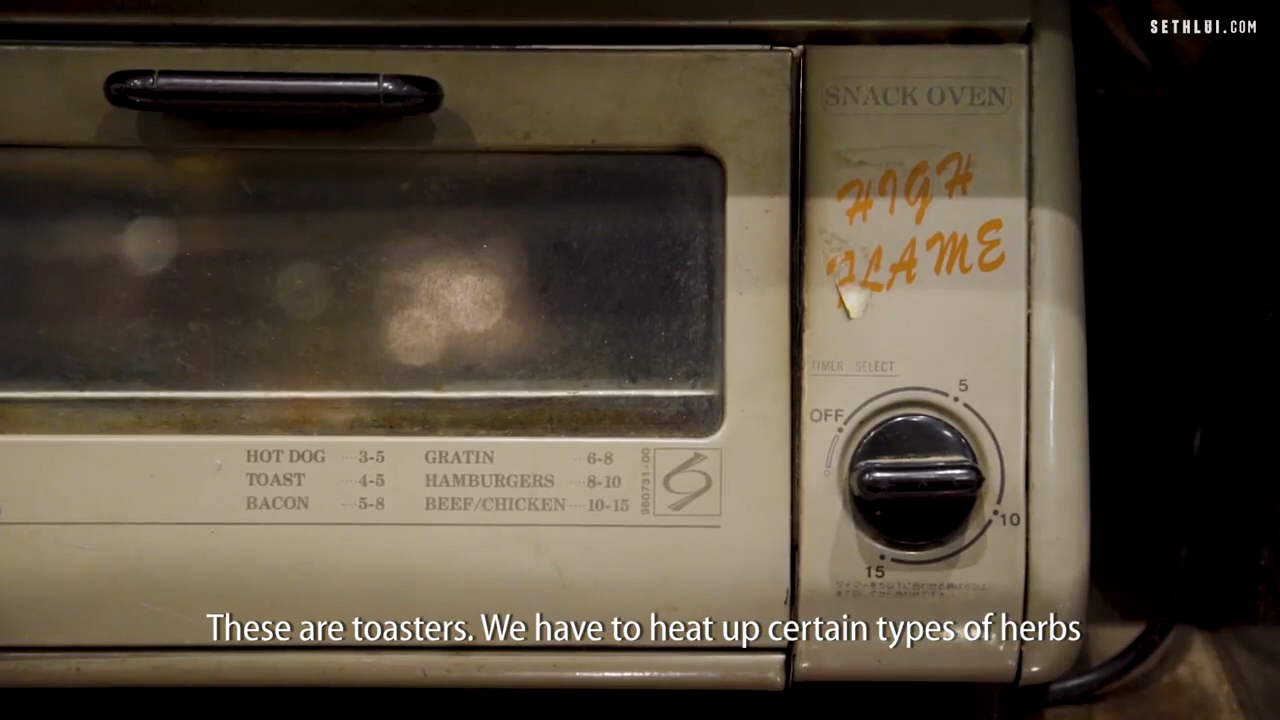 SETHLUI.COM
SNACK OVEN
HIGH
FLAME
TIMER SELECT
OFF
5
10
15
HOT DOG ···· 3-5
TOAST ···· 4-5
BACON ···· 5-8
GRATIN ···· 6-8
HAMBURGERS ···· 8-10
BEEF/CHICKEN ···· 10-15
960731-00
These are toasters. We have to heat up certain types of herbs